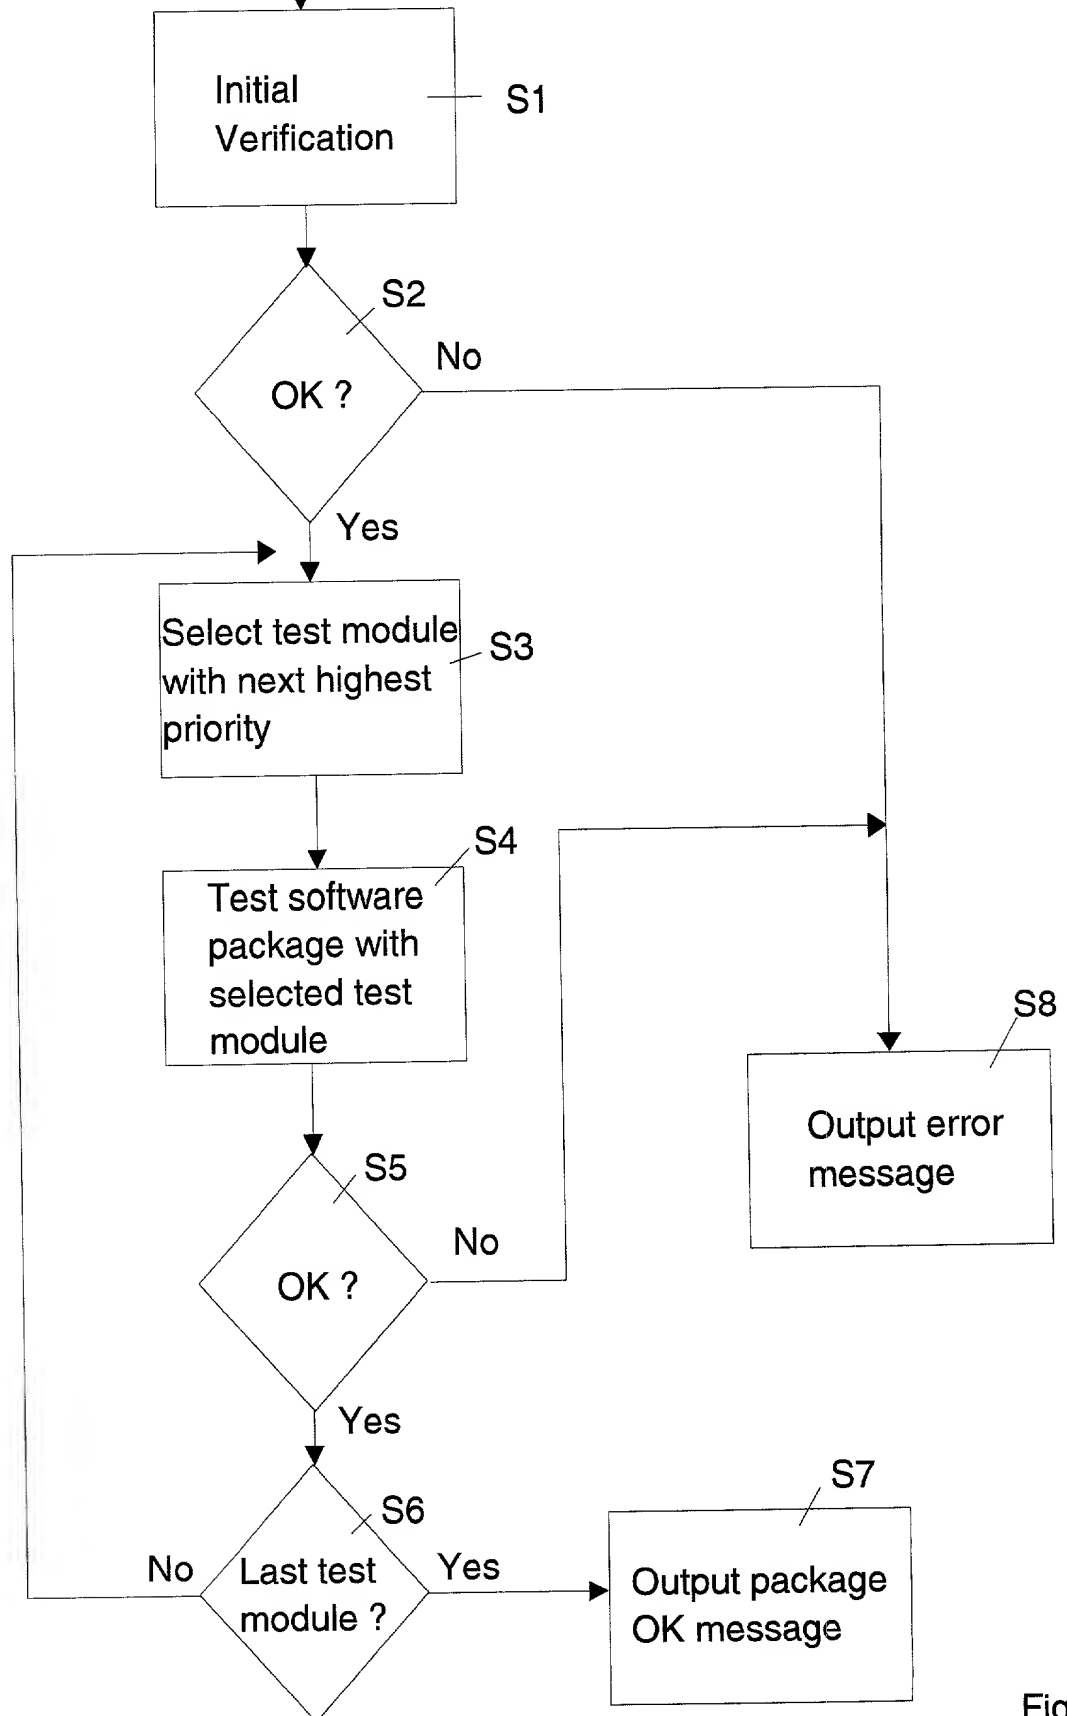 Initial
Verification
S1
S2
No
OK ?
Yes
Select test module
with next highest
priority
S3
S4
Test software
package with
selected test
module
S8
Output error
message
S5
No
OK ?
Yes
S7
S6
No
Last test
module ?
Yes
Output package
OK message
Fig